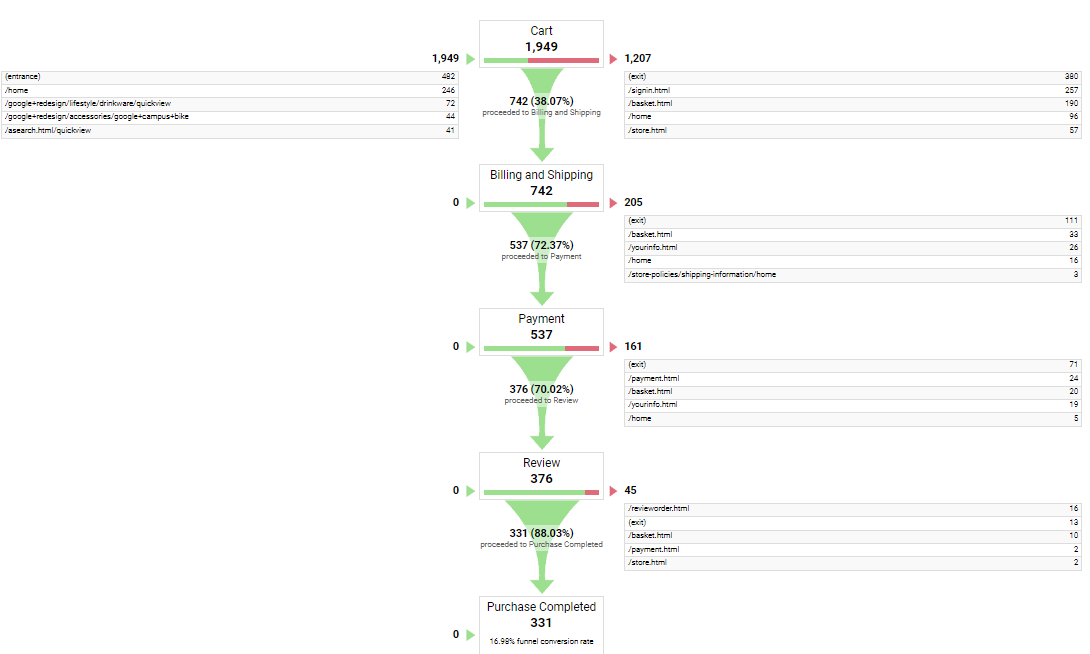 Cart
1,949
1,949
1,207
(entrance) 482
/home 246
/google+redesign/lifestyle/drinkware/quickview 72
/google+redesign/accessories/google+campus+bike 44
/asearch.html/quickview 41
(exit) 380
/signin.html 257
/basket.html 190
/home 96
/store.html 57
742 (38.07%)
proceeded to Billing and Shipping
Billing and Shipping
742
0
205
(exit) 111
/basket.html 33
/yourinfo.html 26
/home 16
/store-policies/shipping-information/home 3
537 (72.37%)
proceeded to Payment
Payment
537
0
161
(exit) 71
/payment.html 24
/basket.html 20
/yourinfo.html 19
/home 5
376 (70.02%)
proceeded to Review
Review
376
0
45
/revieworder.html 16
(exit) 13
/basket.html 10
/payment.html 2
/store.html 2
331 (88.03%)
proceeded to Purchase Completed
Purchase Completed
331
0
16.98% funnel conversion rate